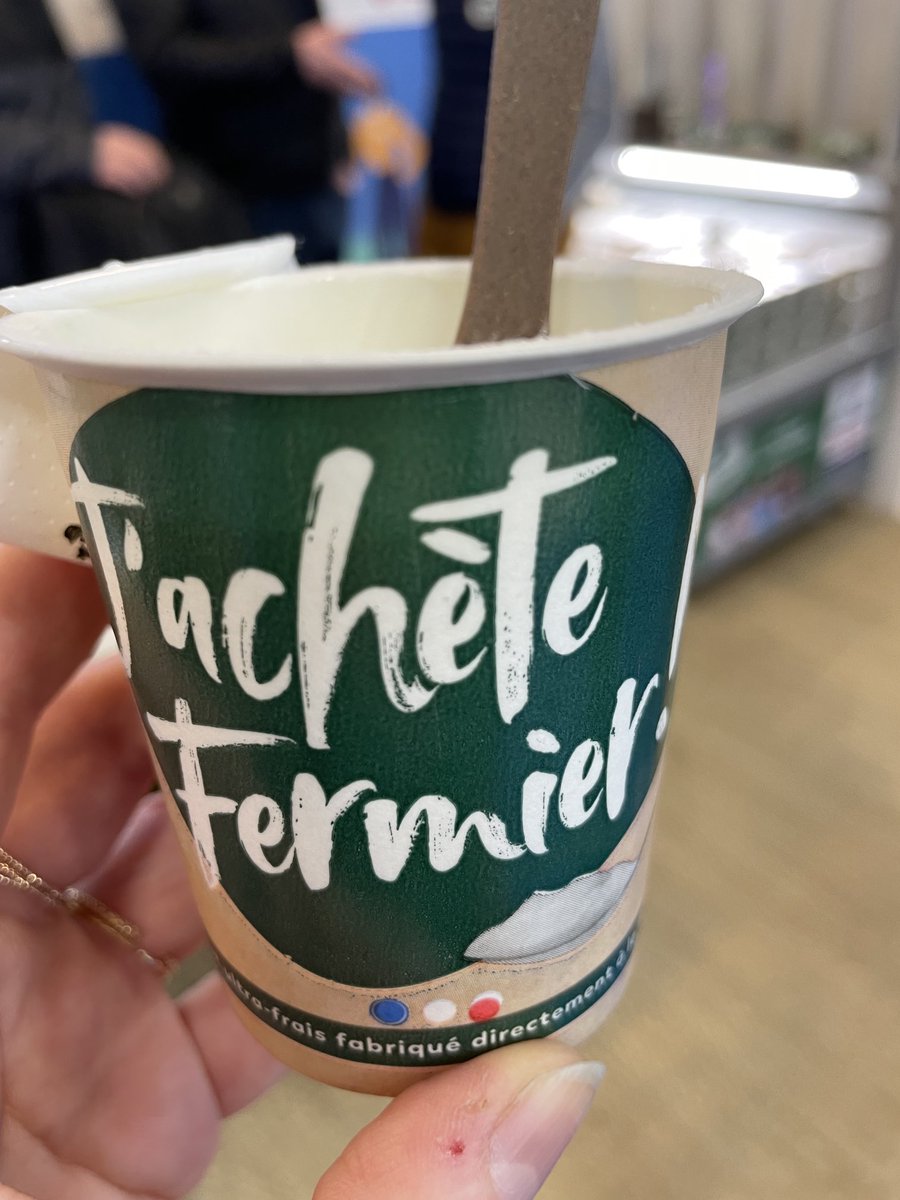 J'achète
Fermier!
ultra-frais fabriqué directement à